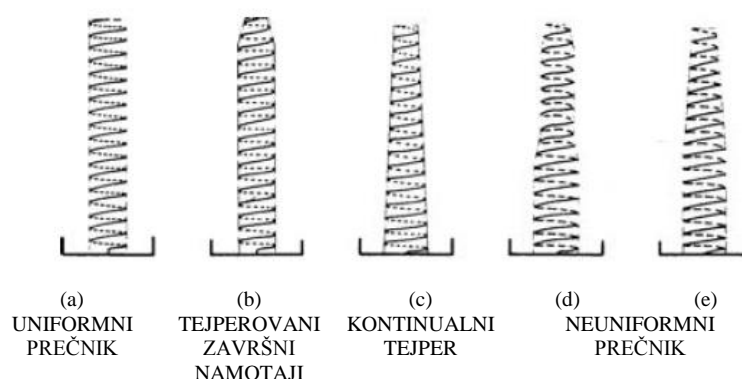 (a) (b) (c) (d) (e)
UNIFORMNI TEJPEROVANI KONTINUALNI NEUNIFORMNI
PREČNIK ZAVRŠNI TEJPER PREČNIK
NAMOTAJI